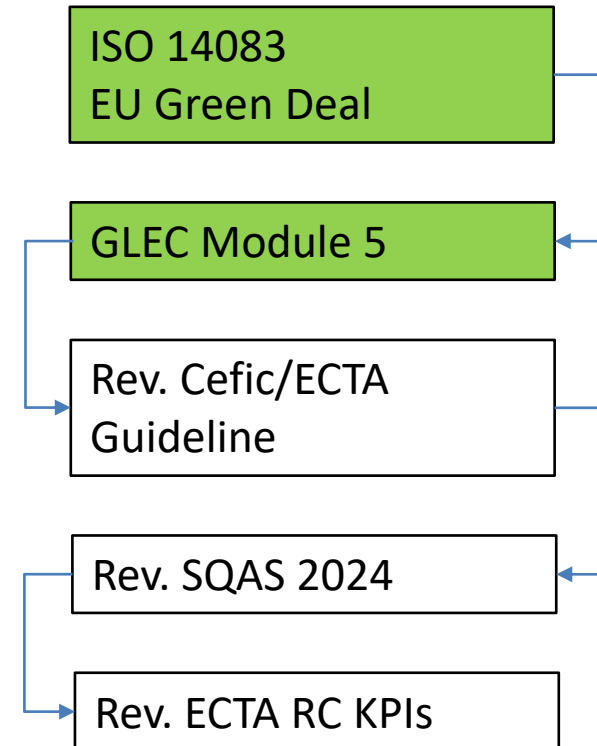 ISO 14083
EU Green Deal
GLEC Module 5
Rev. Cefic/ECTA
Guideline
Rev. SQAS 2024
Rev. ECTA RC KPIs